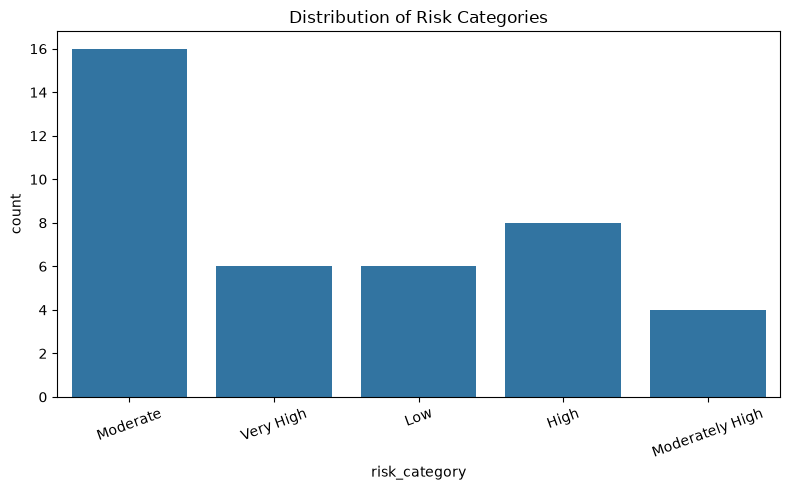 Distribution of Risk Categories
count
16
14
12
10
8
6
4
2
0
Moderate
Very High
Low
High
Moderately High
risk_category